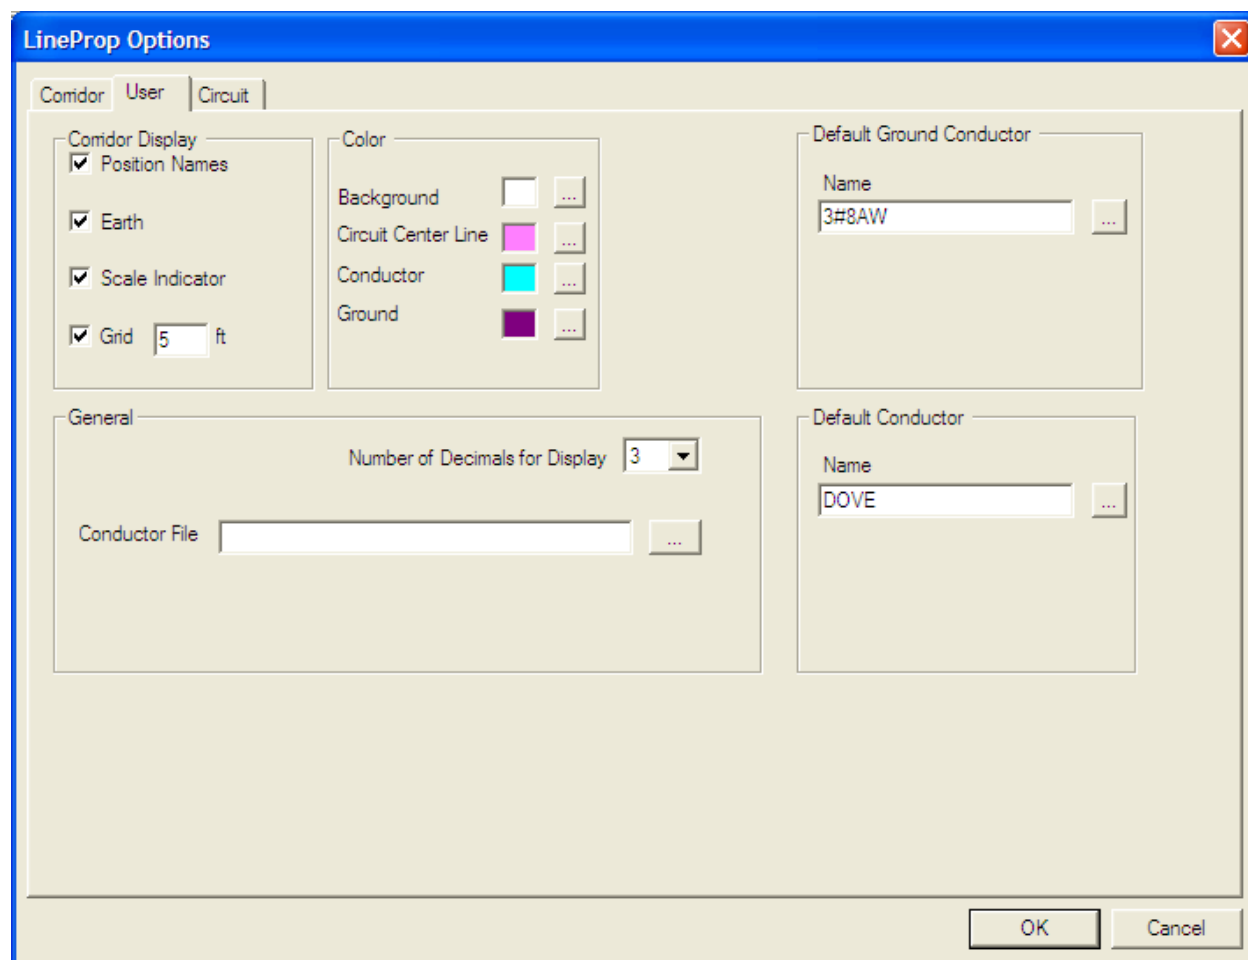 LineProp Options
Corridor User Circuit
Corridor Display
Position Names
Earth
Scale Indicator
Grid 5 ft
Color
Background ...
Circuit Center Line ...
Conductor ...
Ground ...
Default Ground Conductor
Name
3#8AW ...
General
Number of Decimals for Display 3
Conductor File ...
Default Conductor
Name
DOVE ...
OK Cancel